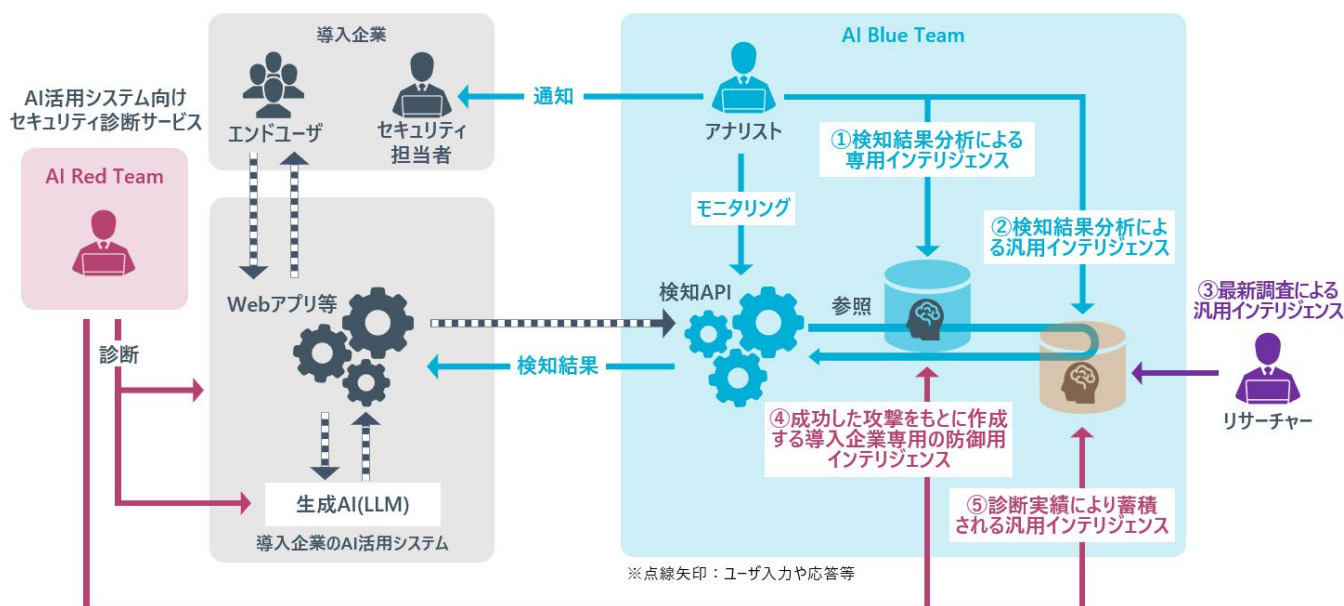 導入企業
AI Blue Team
AI活用システム向け
セキュリティ診断サービス
エンドユーザ
セキュリティ
担当者
通知
アナリスト
①検知結果分析による
専用インテリジェンス
AI Red Team
モニタリング
②検知結果分析によ
る汎用インテリジェンス
Webアプリ等
検知API
参照
③最新調査による
汎用インテリジェンス
診断
検知結果
④成功した攻撃をもとに作成
する導入企業専用の防御用
インテリジェンス
リサーチャー
生成AI(LLM)
⑤診断実績により蓄積
される汎用インテリジェンス
導入企業のAI活用システム
※点線矢印：ユーザ入力や応答等